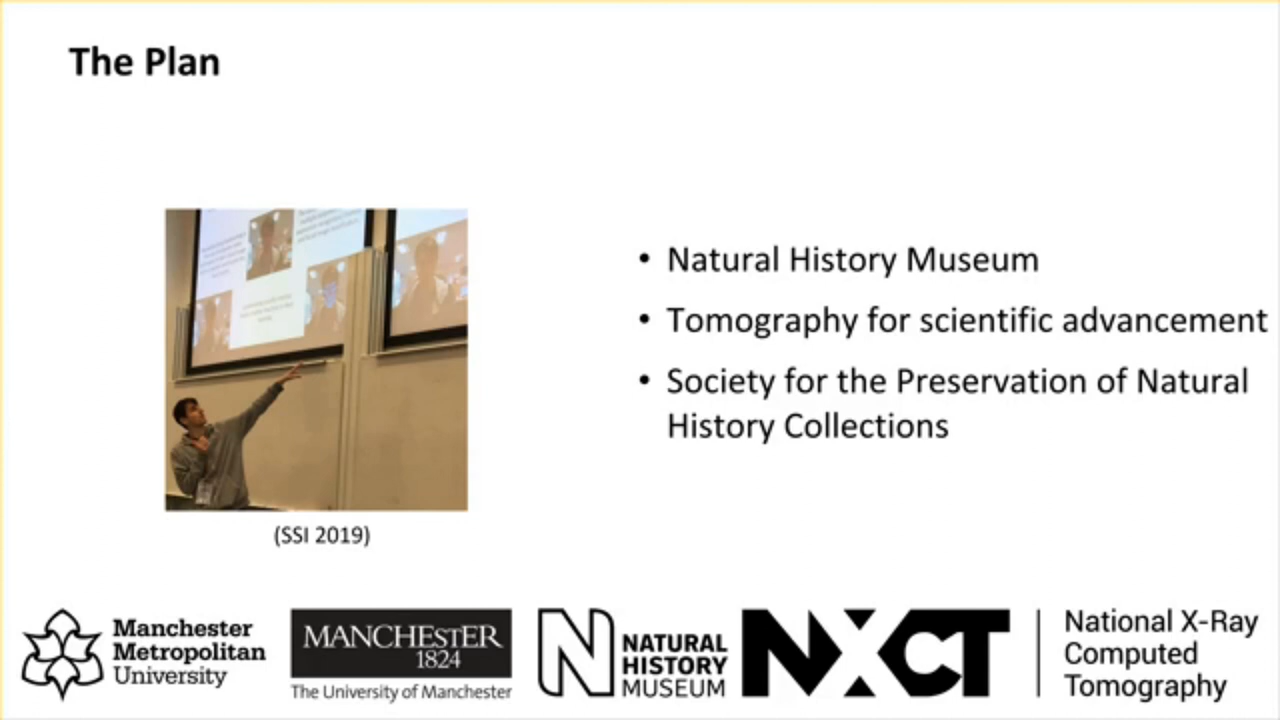 The Plan
• Natural History Museum
• Tomography for scientific advancement
• Society for the Preservation of Natural
History Collections
(SSI 2019)
Manchester
Metropolitan
University
MANCHESTER
1824
The University of Manchester
NATURAL
HISTORY
MUSEUM
NXCT
National X-Ray
Computed
Tomography